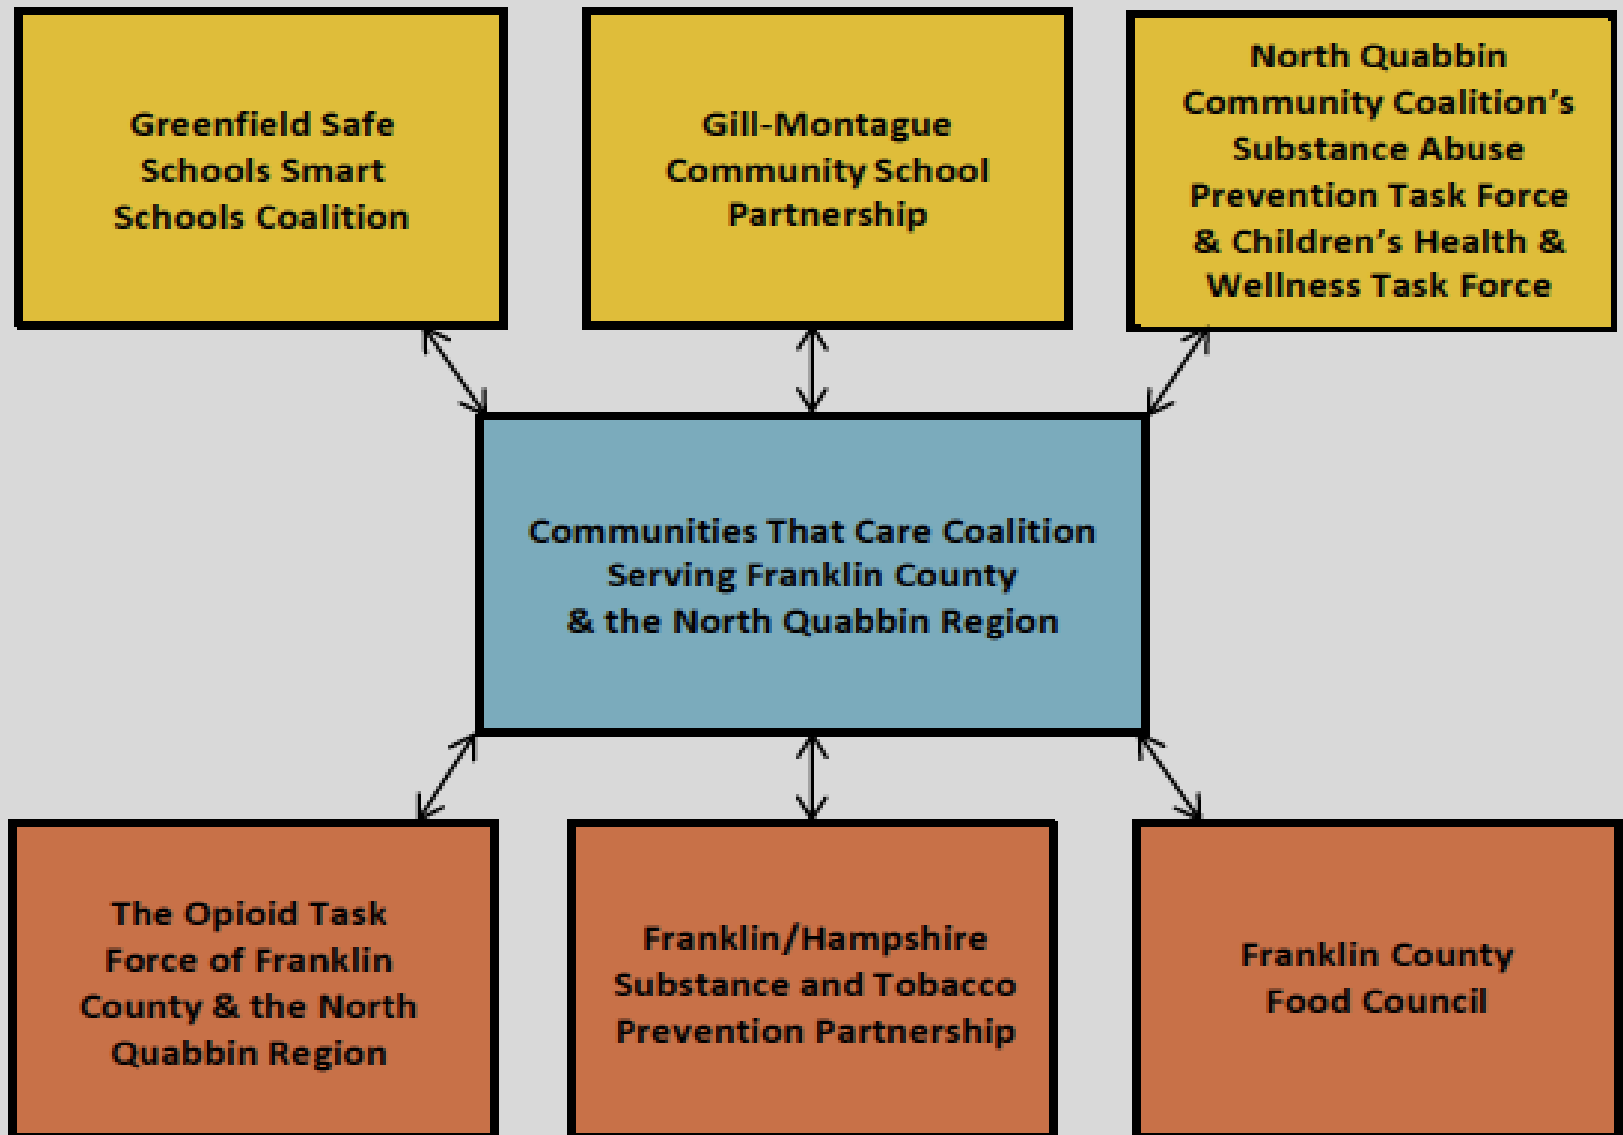 Greenfield Safe
Schools Smart
Schools Coalition
Gill-Montague
Community School
Partnership
North Quabbin
Community Coalition’s
Substance Abuse
Prevention Task Force
& Children’s Health &
Wellness Task Force
Communities That Care Coalition
Serving Franklin County
& the North Quabbin Region
The Opioid Task
Force of Franklin
County & the North
Quabbin Region
Franklin/Hampshire
Substance and Tobacco
Prevention Partnership
Franklin County
Food Council